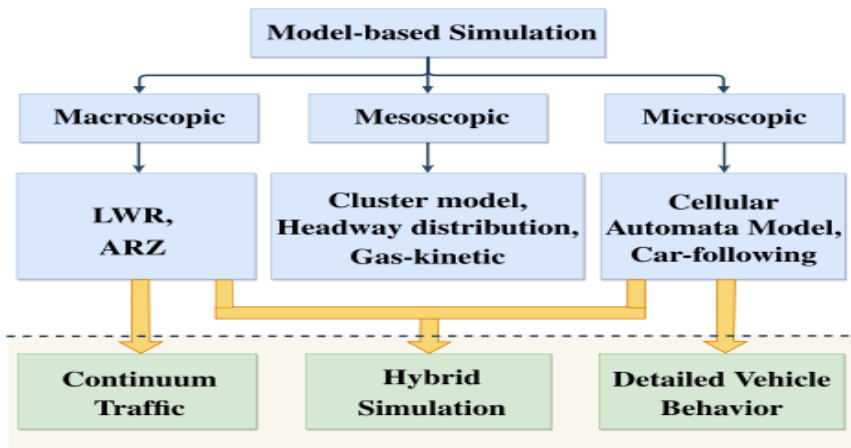 Model-based Simulation
Macroscopic
Mesoscopic
Microscopic
LWR,
ARZ
Cluster model,
Headway distribution,
Gas-kinetic
Cellular
Automata Model,
Car-following
Continuum
Traffic
Hybrid
Simulation
Detailed Vehicle
Behavior